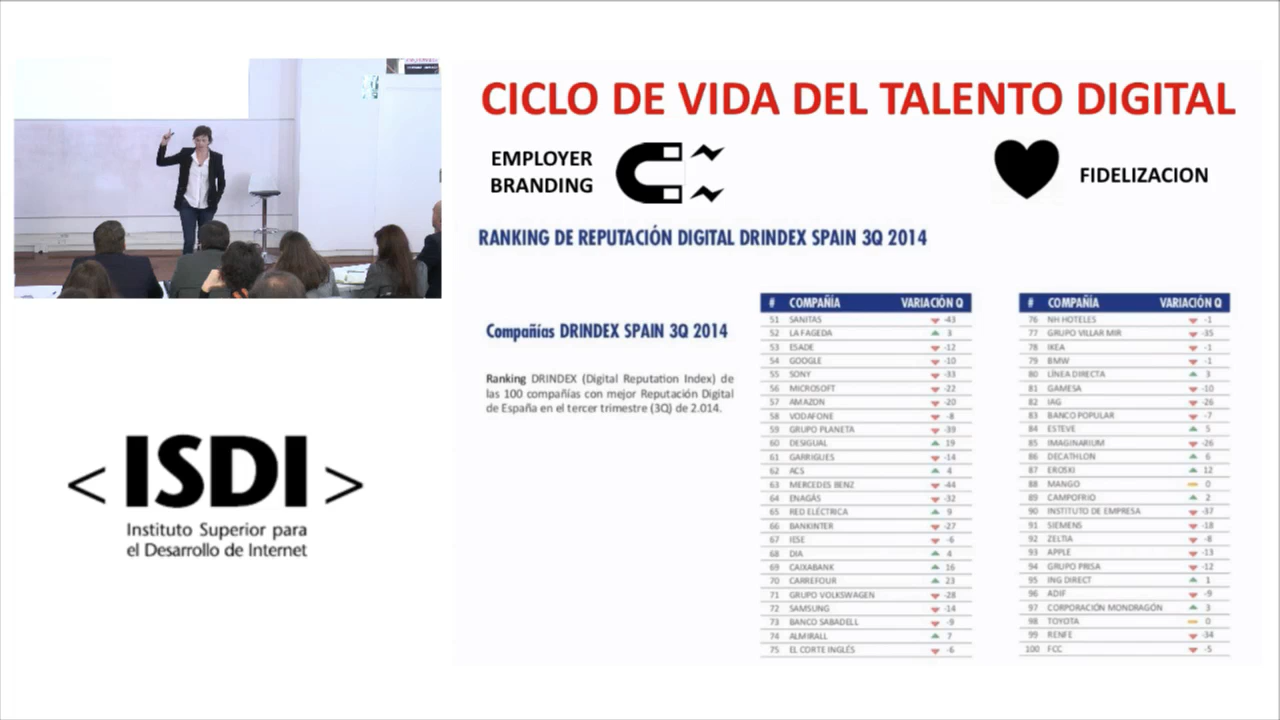 CICLO DE VIDA DEL TALENTO DIGITAL
EMPLOYER
BRANDING
FIDELIZACION
RANKING DE REPUTACIÓN DIGITAL DRINDEX SPAIN 3Q 2014
Compañías DRINDEX SPAIN 3Q 2014
Ranking DRINDEX (Digital Reputation Index) de
las 100 compañías con mejor Reputación Digital
de España en el tercer trimestre (3Q) de 2.014.
# COMPAÑÍA VARIACIÓN Q
51 SANITAS -43
52 LA FAGEDA 3
53 ESADE -12
54 GOOGLE -10
55 SONY -33
56 MICROSOFT -22
57 AMAZON -20
58 VODAFONE -8
59 GRUPO PLANETA -39
60 DESIGUAL 19
61 GARRIGUES -14
62 ACS 4
63 MERCEDES BENZ -44
64 ENAGÁS -32
65 RED ELÉCTRICA 9
66 BANKINTER -27
67 IESE -6
68 DIA 4
69 CAIXABANK 16
70 CARREFOUR 23
71 GRUPO VOLKSWAGEN -28
72 SAMSUNG -14
73 BANCO SABADELL -9
74 ALMIRALL 7
75 EL CORTE INGLÉS -6
# COMPAÑÍA VARIACIÓN Q
76 NH HOTELES -1
77 GRUPO VILLAR MIR -35
78 IKEA -1
79 BMW -1
80 LÍNEA DIRECTA 3
81 GAMESA -10
82 IAG -26
83 BANCO POPULAR -7
84 ESTEVE 5
85 IMAGINARIUM -26
86 DECATHLON 6
87 EROSKI 12
88 MANGO 0
89 CAMPOFRIO 2
90 INSTITUTO DE EMPRESA -37
91 SIEMENS -18
92 ZELTIA -8
93 APPLE -13
94 GRUPO PRISA -12
95 ING DIRECT 1
96 ADIF -9
97 CORPORACIÓN MONDRAGÓN 3
98 TOYOTA 0
99 RENFE -34
100 FCC -5
<ISDI>
Instituto Superior para
el Desarrollo de Internet